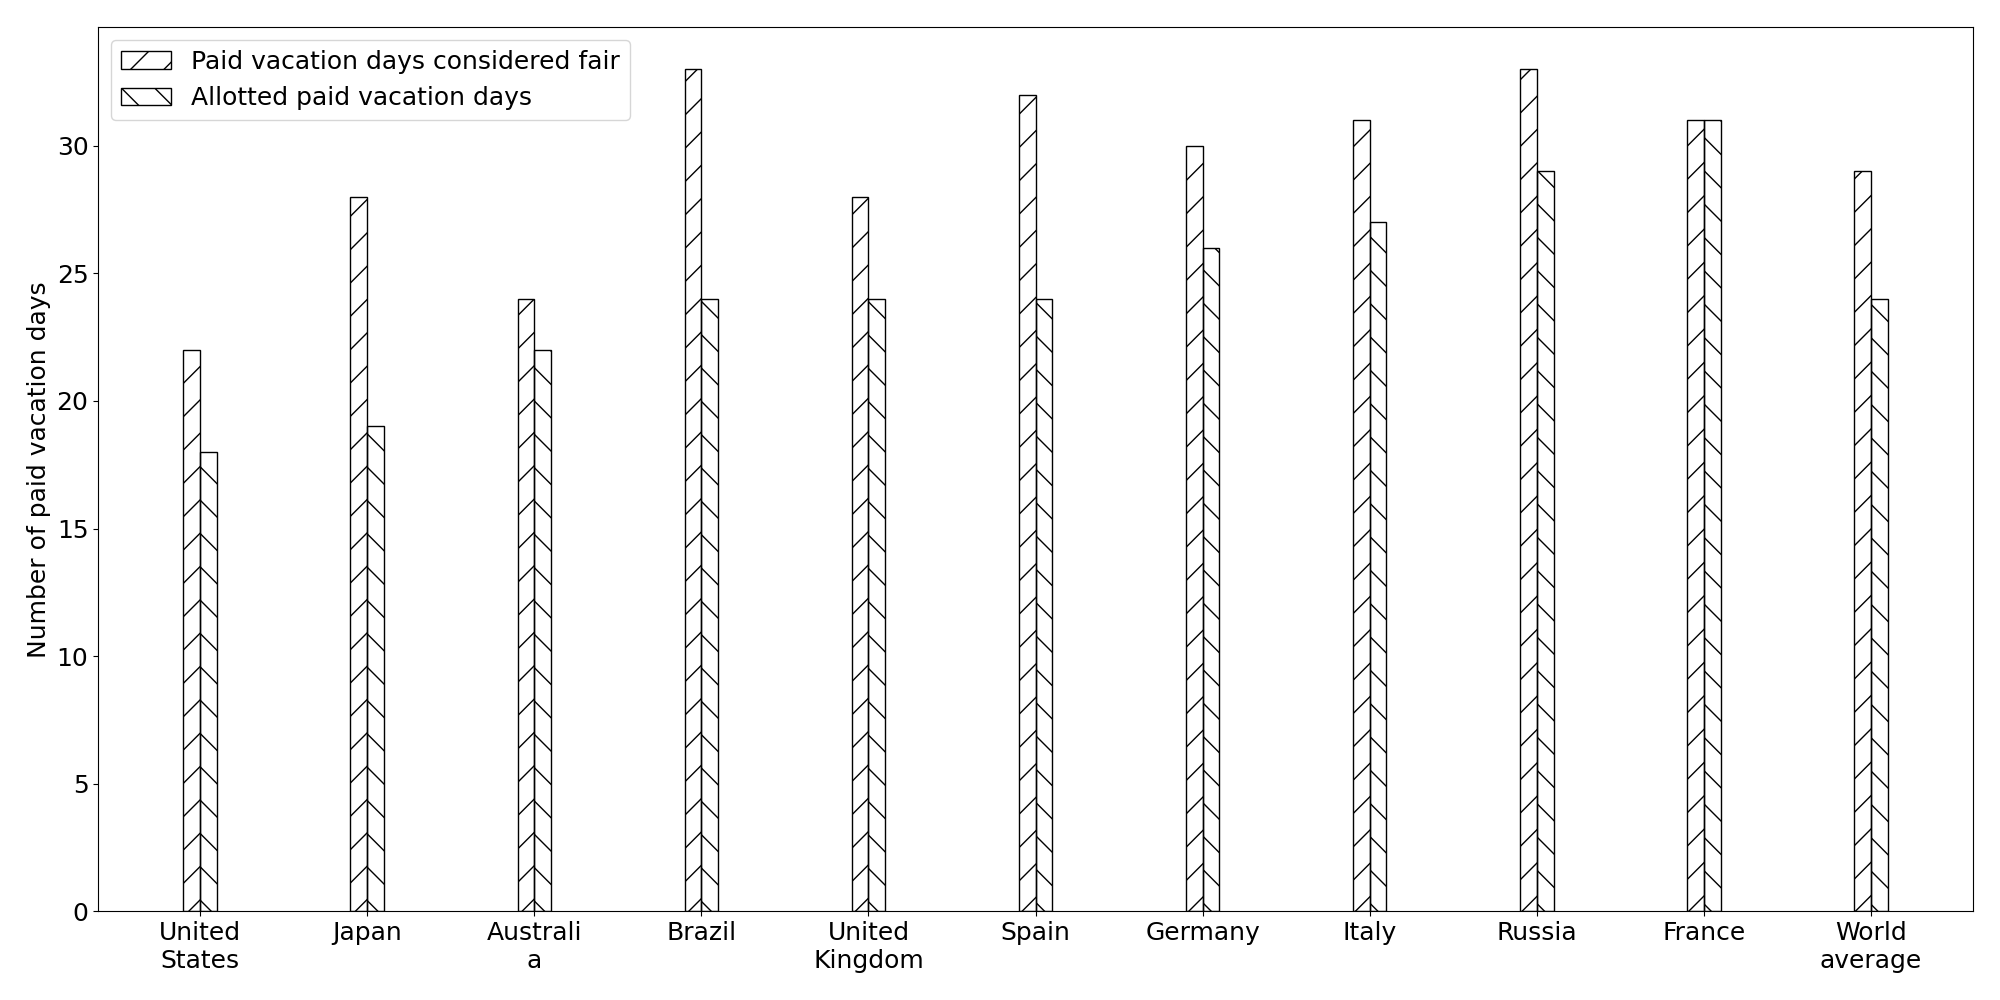 Paid vacation days considered fair
Allotted paid vacation days
Number of paid vacation days
30
25
20
15
10
5
0
United States
Japan
Australi
a
Brazil
United Kingdom
Spain
Germany
Italy
Russia
France
World average